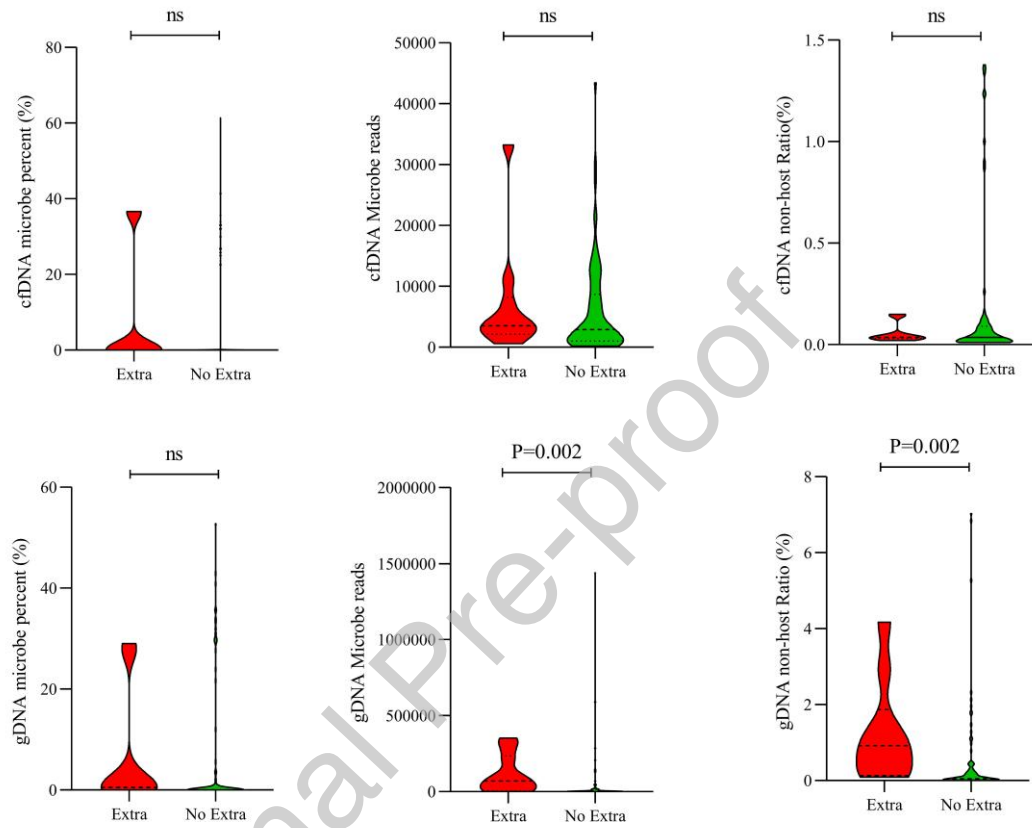 ns
80
60
40
20
0
cfDNA microbe percent (%)
Extra
No Extra
ns
50000
40000
30000
20000
10000
0
cfDNA Microbe reads
Extra
No Extra
ns
1.5
1.0
0.5
0.0
cfDNA non-host Ratio(%)
Extra
No Extra
ns
60
40
20
0
gDNA microbe percent (%)
Extra
No Extra
P=0.002
2000000
1500000
1000000
500000
0
gDNA Microbe reads
Extra
No Extra
P=0.002
8
6
4
2
0
gDNA non-host Ratio (%)
Extra
No Extra
nal Pre-proof